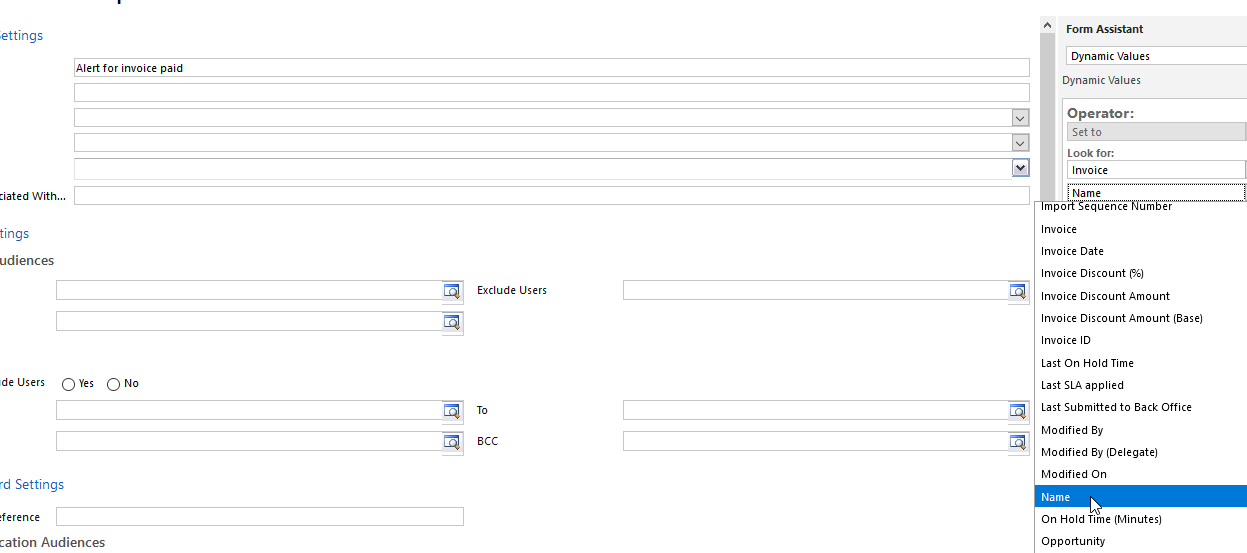 Settings
Alert for invoice paid
ciated With...
tings
udiences
Exclude Users
de Users
Yes
No
To
BCC
rd Settings
eference
cation Audiences
Form Assistant
Dynamic Values
Dynamic Values
Operator:
Set to
Look for:
Invoice
Name
Import Sequence Number
Invoice
Invoice Date
Invoice Discount (%)
Invoice Discount Amount
Invoice Discount Amount (Base)
Invoice ID
Last On Hold Time
Last SLA applied
Last Submitted to Back Office
Modified By
Modified By (Delegate)
Modified On
Name
On Hold Time (Minutes)
Opportunity